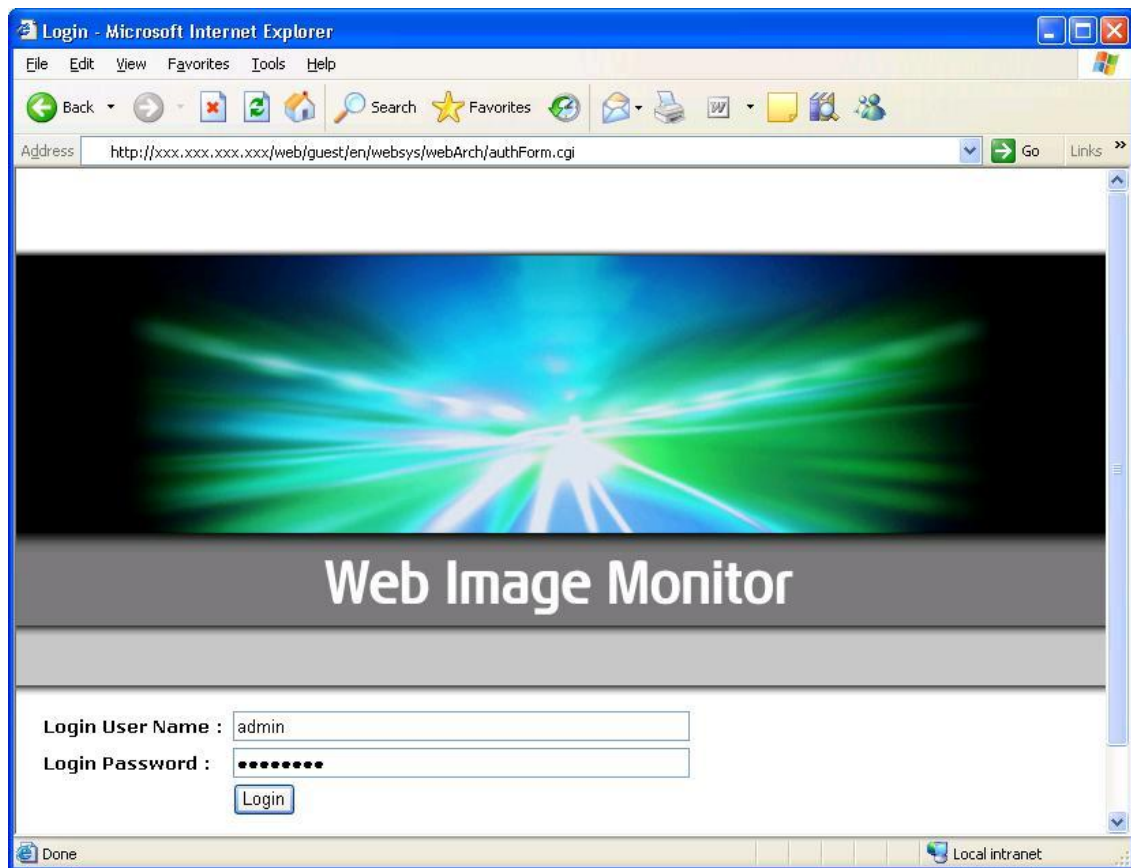 Login - Microsoft Internet Explorer
File Edit View Favorites Tools Help
Back Search Favorites W
Address http://xxx.xxx.xxx.xxx/web/guest/en/websys/webArch/authForm.cgi Go Links »
Web Image Monitor
Login User Name : admin
Login Password : ••••••••
Login
Done Local intranet